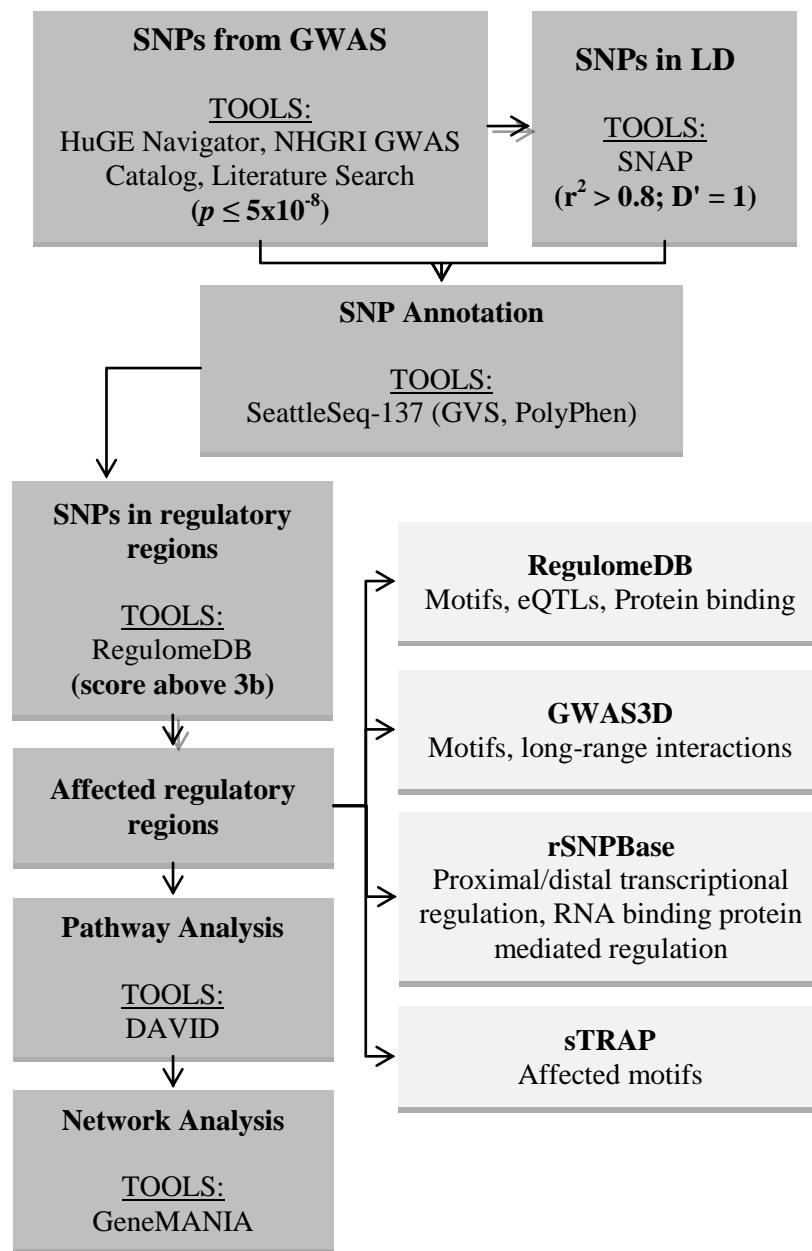 SNPs from GWAS
TOOLS:
HuGE Navigator, NHGRI GWAS
Catalog, Literature Search
(p ≤ 5x10⁻⁸)
SNPs in LD
TOOLS:
SNAP
(r² > 0.8; D' = 1)
SNP Annotation
TOOLS:
SeattleSeq-137 (GVS, PolyPhen)
SNPs in regulatory
regions
TOOLS:
RegulomeDB
(score above 3b)
Affected regulatory
regions
Pathway Analysis
TOOLS:
DAVID
Network Analysis
TOOLS:
GeneMANIA
RegulomeDB
Motifs, eQTLs, Protein binding
GWAS3D
Motifs, long-range interactions
rSNPBase
Proximal/distal transcriptional
regulation, RNA binding protein
mediated regulation
sTRAP
Affected motifs